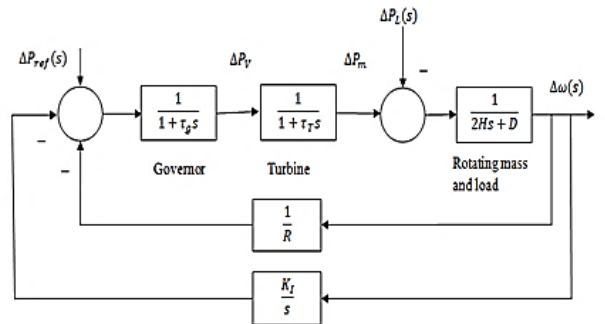 ΔP_L(s)
ΔP_ref(s)
ΔP_V
ΔP_m
−
Δω(s)
1
1 + τ_g s
1
1 + τ_T s
1
2Hs + D
−
−
Governor
Turbine
Rotating mass
and load
1
R
K_I
s